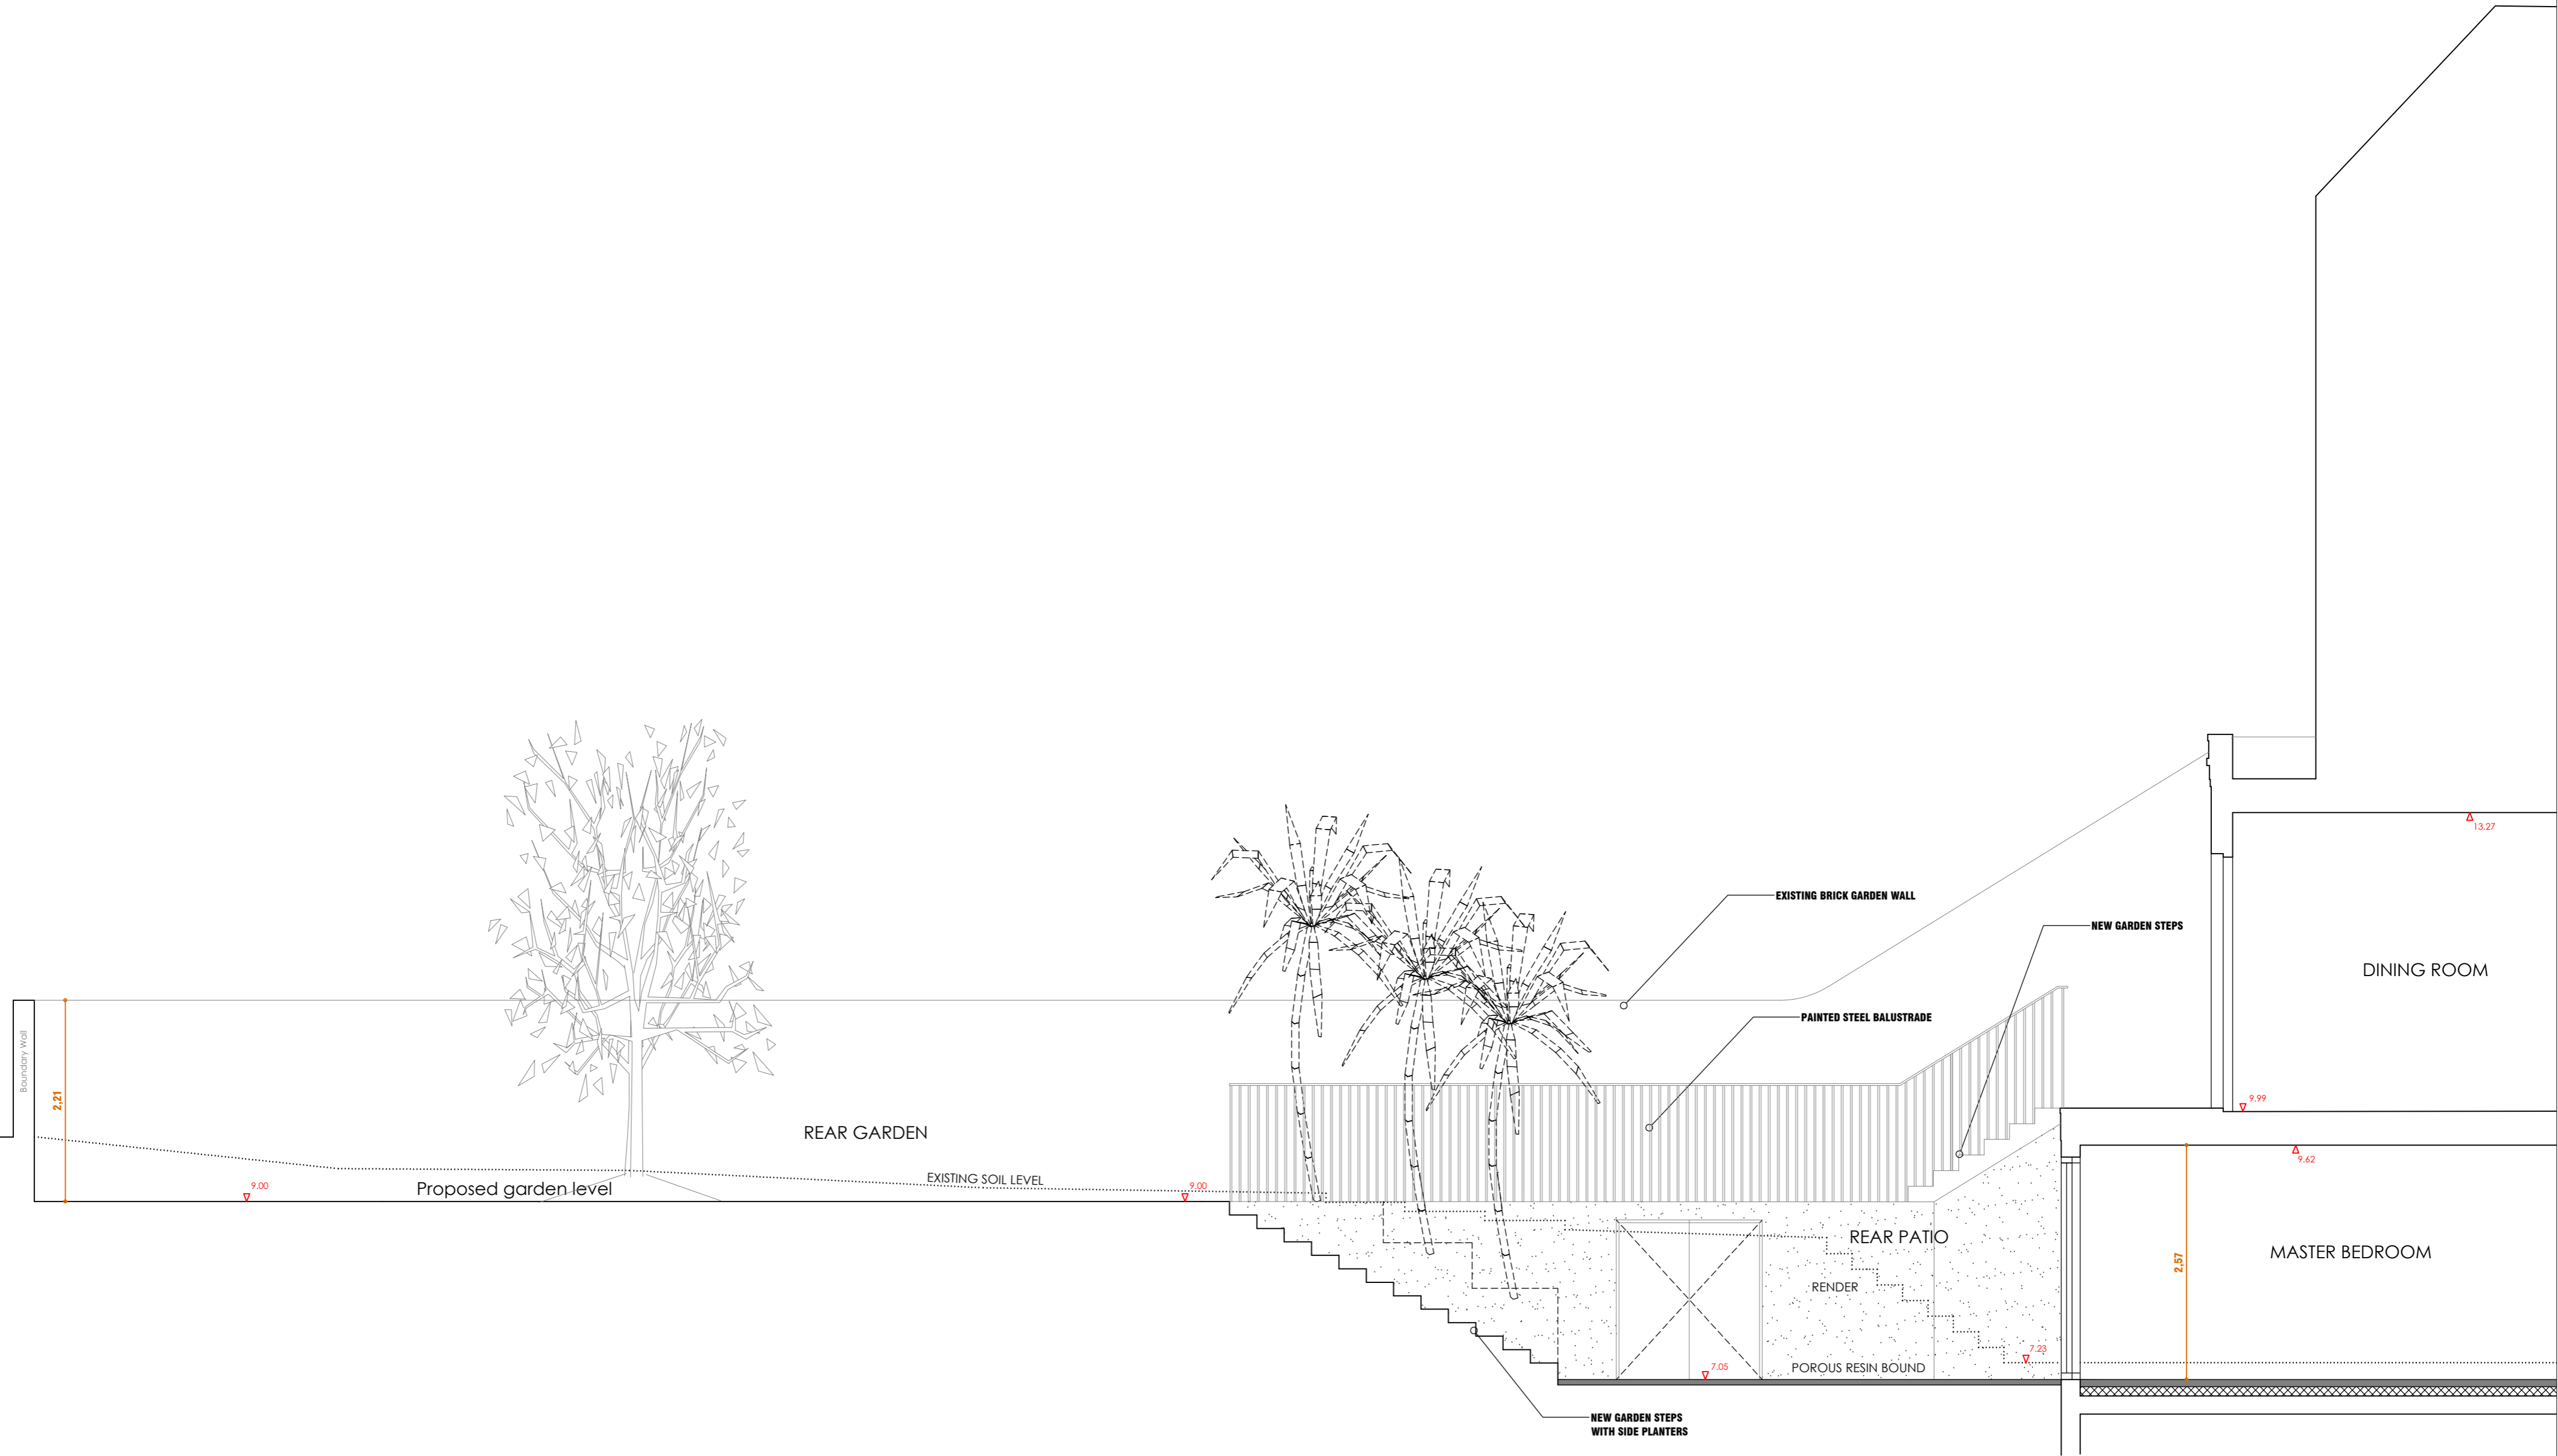 13.27
EXISTING BRICK GARDEN WALL
NEW GARDEN STEPS
DINING ROOM
PAINTED STEEL BALUSTRADE
Boundary Wall
2,21
9.99
REAR GARDEN
9.62
EXISTING SOIL LEVEL
9.00
Proposed garden level
9.00
REAR PATIO
MASTER BEDROOM
2,57
RENDER
7.23
7.05
POROUS RESIN BOUND
NEW GARDEN STEPS
WITH SIDE PLANTERS